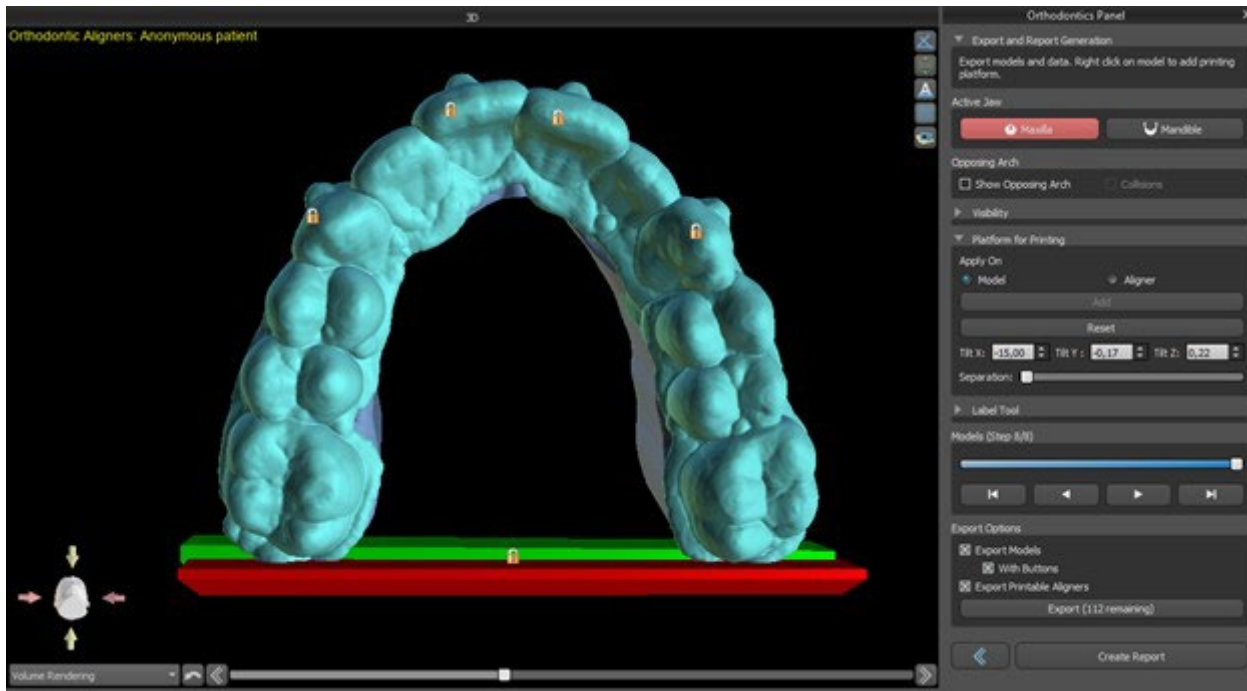 3D
Orthodontics Panel
Orthodontic Aligners: Anonymous patient
Export and Report Generation
Export models and data. Right click on model to add printing
platform.
Active Jaw
Maxilla Mandible
Opposing Arch
Show Opposing Arch Collisions
Visibility
Platform for Printing
Apply On
Model Aligner
Add
Reset
Tilt X: -15,00 Tilt Y: -0,17 Tilt Z: 0,22
Separation:
Label Tool
Models (Step 8/8)
Export Options
Export Models
With Buttons
Export Printable Aligners
Export (112 remaining)
Create Report
Volume Rendering
A